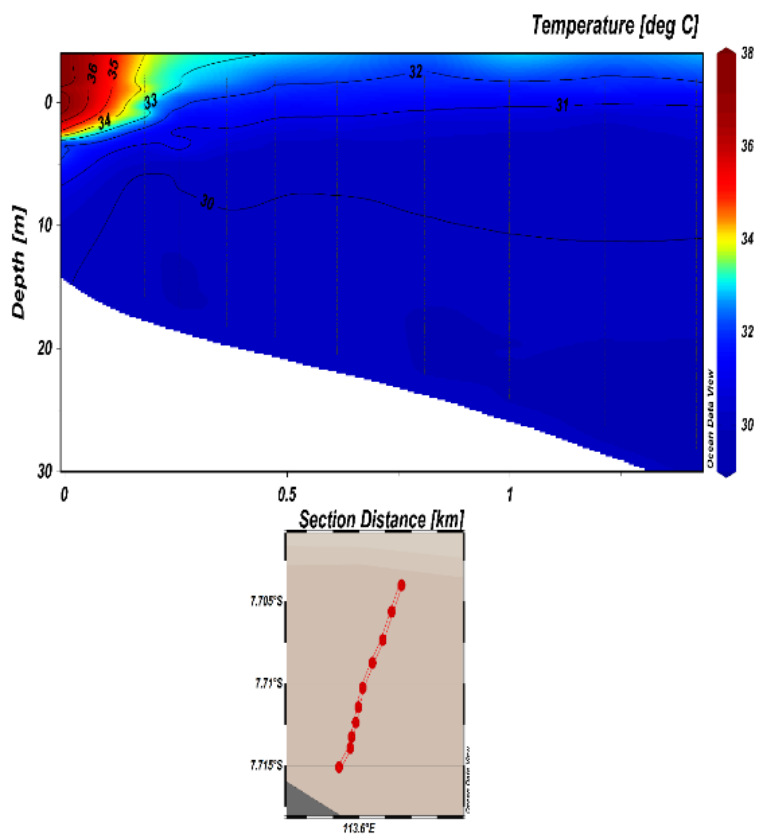 Temperature [deg C]
36
35
34
33
32
31
30
0
10
20
30
Depth [m]
38
36
34
32
30
Ocean Data View
0
0.5
1
Section Distance [km]
7.705°S
7.71°S
7.715°S
113.6°E
Ocean Data View